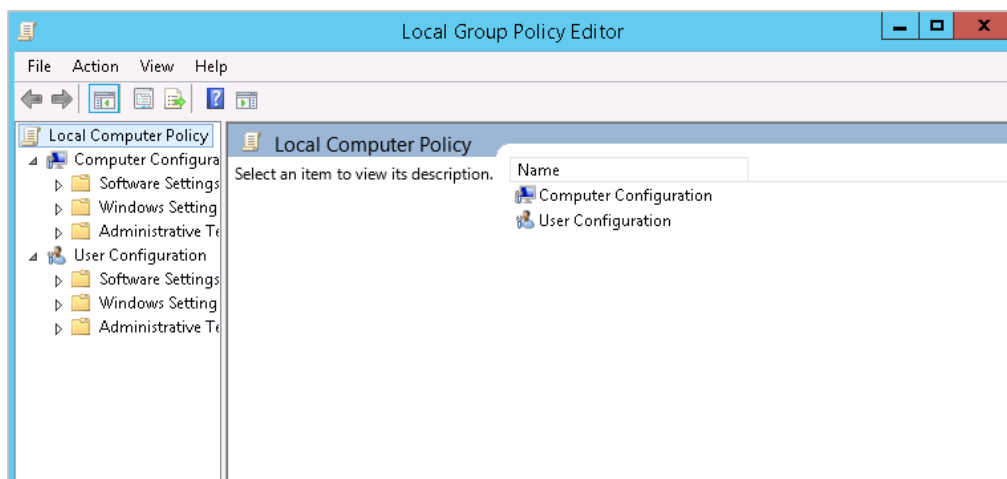 Local Group Policy Editor
File Action View Help
Local Computer Policy
Computer Configura
Software Settings
Windows Setting
Administrative Te
User Configuration
Software Settings
Windows Setting
Administrative Te
Local Computer Policy
Select an item to view its description.
Name
Computer Configuration
User Configuration